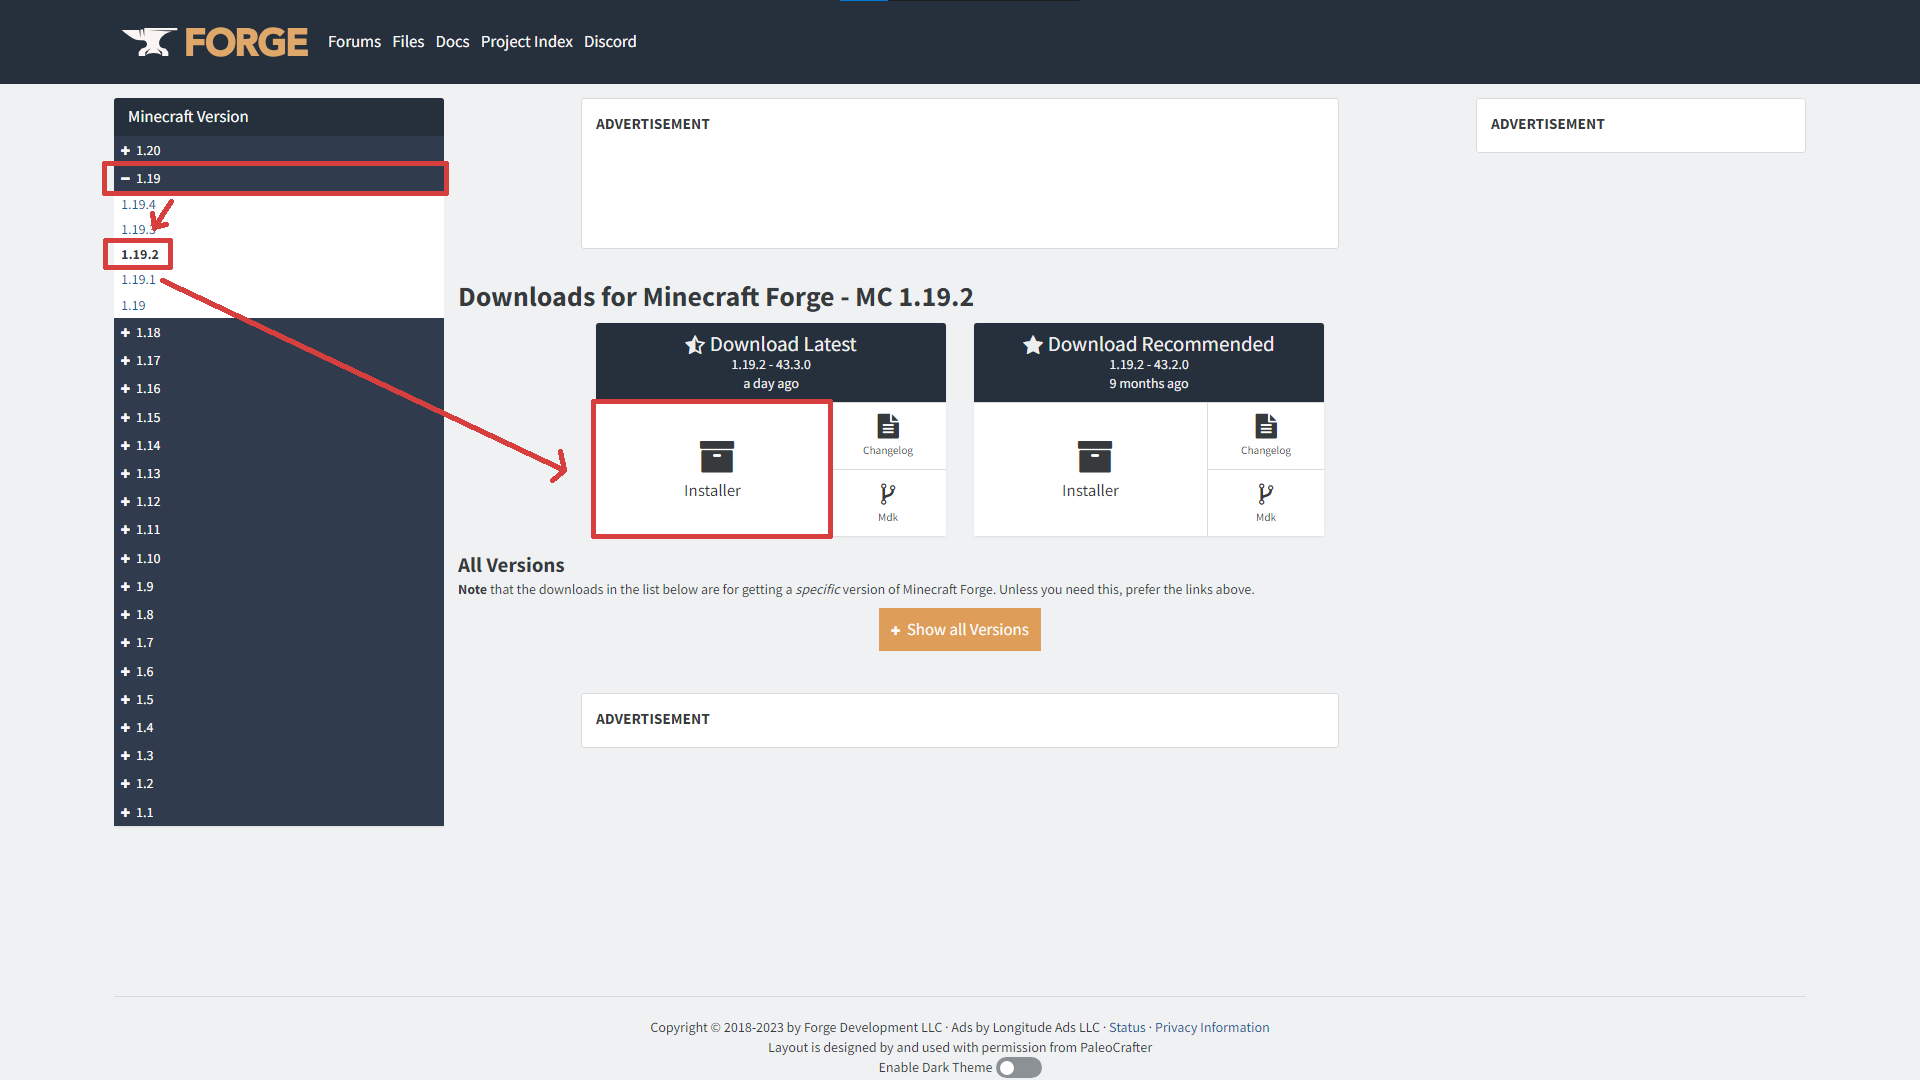 FORGE
Forums Files Docs Project Index Discord
Minecraft Version
1.20
1.19
1.19.4
1.19.3
1.19.2
1.19.1
1.19
1.18
1.17
1.16
1.15
1.14
1.13
1.12
1.11
1.10
1.9
1.8
1.7
1.6
1.5
1.4
1.3
1.2
1.1
ADVERTISEMENT
Downloads for Minecraft Forge - MC 1.19.2
Download Latest
1.19.2 - 43.3.0
a day ago
Installer
Changelog
Mdk
Download Recommended
1.19.2 - 43.2.0
9 months ago
Installer
Changelog
Mdk
All Versions
Note that the downloads in the list below are for getting a specific version of Minecraft Forge. Unless you need this, prefer the links above.
Show all Versions
ADVERTISEMENT
ADVERTISEMENT
Copyright © 2018-2023 by Forge Development LLC · Ads by Longitude Ads LLC · Status · Privacy Information
Layout is designed by and used with permission from PaleoCrafter
Enable Dark Theme